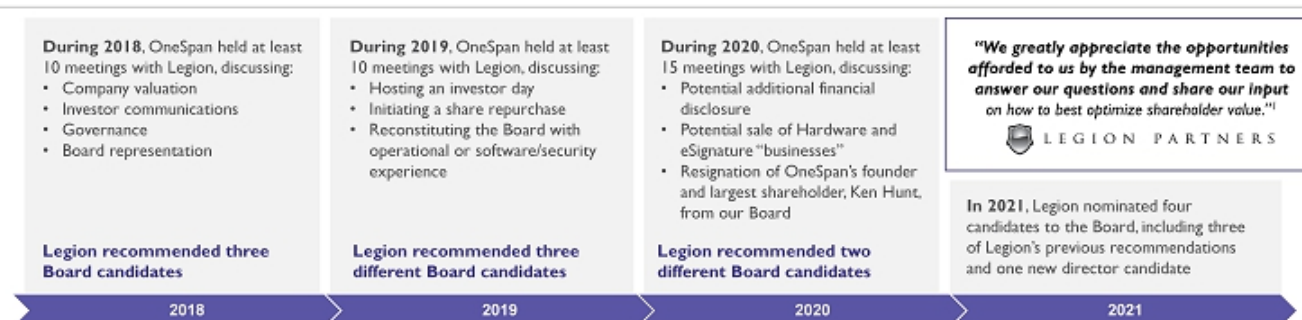 During 2018, OneSpan held at least
10 meetings with Legion, discussing:
• Company valuation
• Investor communications
• Governance
• Board representation
Legion recommended three
Board candidates
During 2019, OneSpan held at least
10 meetings with Legion, discussing:
• Hosting an investor day
• Initiating a share repurchase
• Reconstituting the Board with
operational or software/security
experience
Legion recommended three
different Board candidates
During 2020, OneSpan held at least
15 meetings with Legion, discussing:
• Potential additional financial
disclosure
• Potential sale of Hardware and
eSignature “businesses”
• Resignation of OneSpan’s founder
and largest shareholder, Ken Hunt,
from our Board
Legion recommended two
different Board candidates
“We greatly appreciate the opportunities
afforded to us by the management team to
answer our questions and share our input
on how to best optimize shareholder value.”1
LEGION PARTNERS
In 2021, Legion nominated four
candidates to the Board, including three
of Legion’s previous recommendations
and one new director candidate
2018
2019
2020
2021